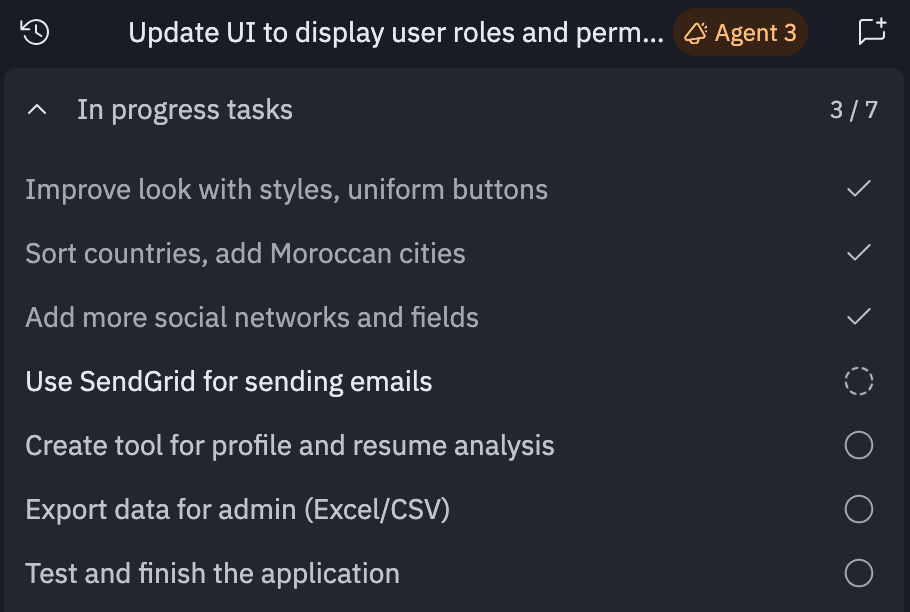 Update UI to display user roles and perm...
Agent 3
In progress tasks
3 / 7
Improve look with styles, uniform buttons
Sort countries, add Moroccan cities
Add more social networks and fields
Use SendGrid for sending emails
Create tool for profile and resume analysis
Export data for admin (Excel/CSV)
Test and finish the application